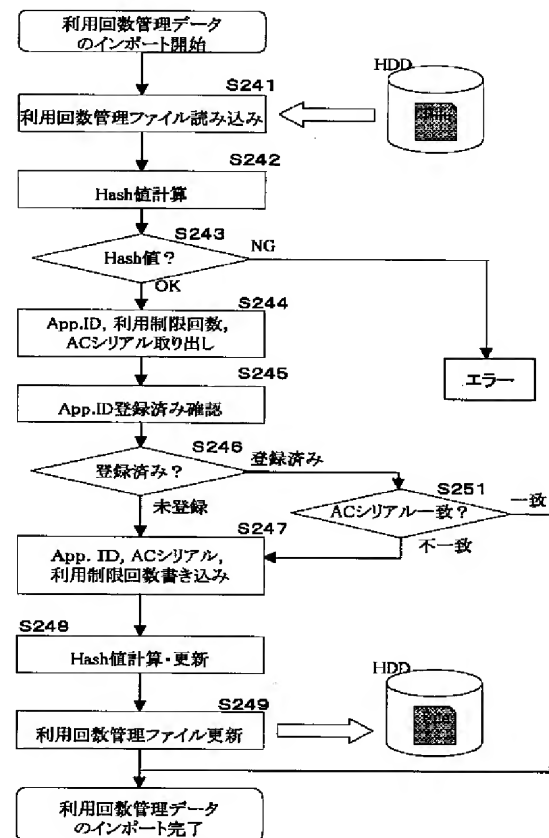 利用回数管理データ
のインポート開始
HDD
S241
利用回数管理ファイル読み込み
S242
Hash値計算
S243
Hash値?
NG
OK
S244
App.ID, 利用制限回数,
ACシリアル取り出し
エラー
S245
App.ID登録済み確認
S246
登録済み?
登録済み
S251
ACシリアル一致?
一致
未登録
不一致
S247
App. ID, ACシリアル,
利用制限回数書き込み
S248
Hash値計算・更新
HDD
S249
利用回数管理ファイル更新
利用回数管理データ
のインポート完了